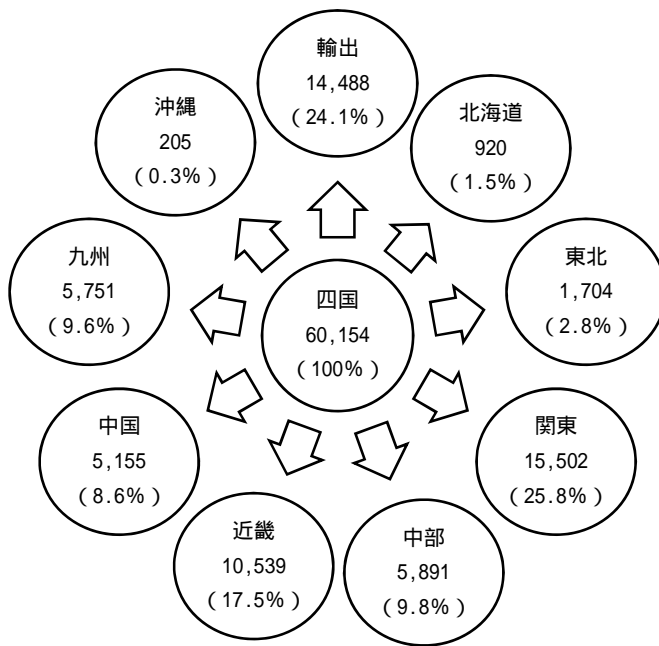 輸出
14,488
(24.1%)
沖縄
205
(0.3%)
北海道
920
(1.5%)
九州
5,751
(9.6%)
四国
60,154
(100%)
東北
1,704
(2.8%)
中国
5,155
(8.6%)
関東
15,502
(25.8%)
近畿
10,539
(17.5%)
中部
5,891
(9.8%)